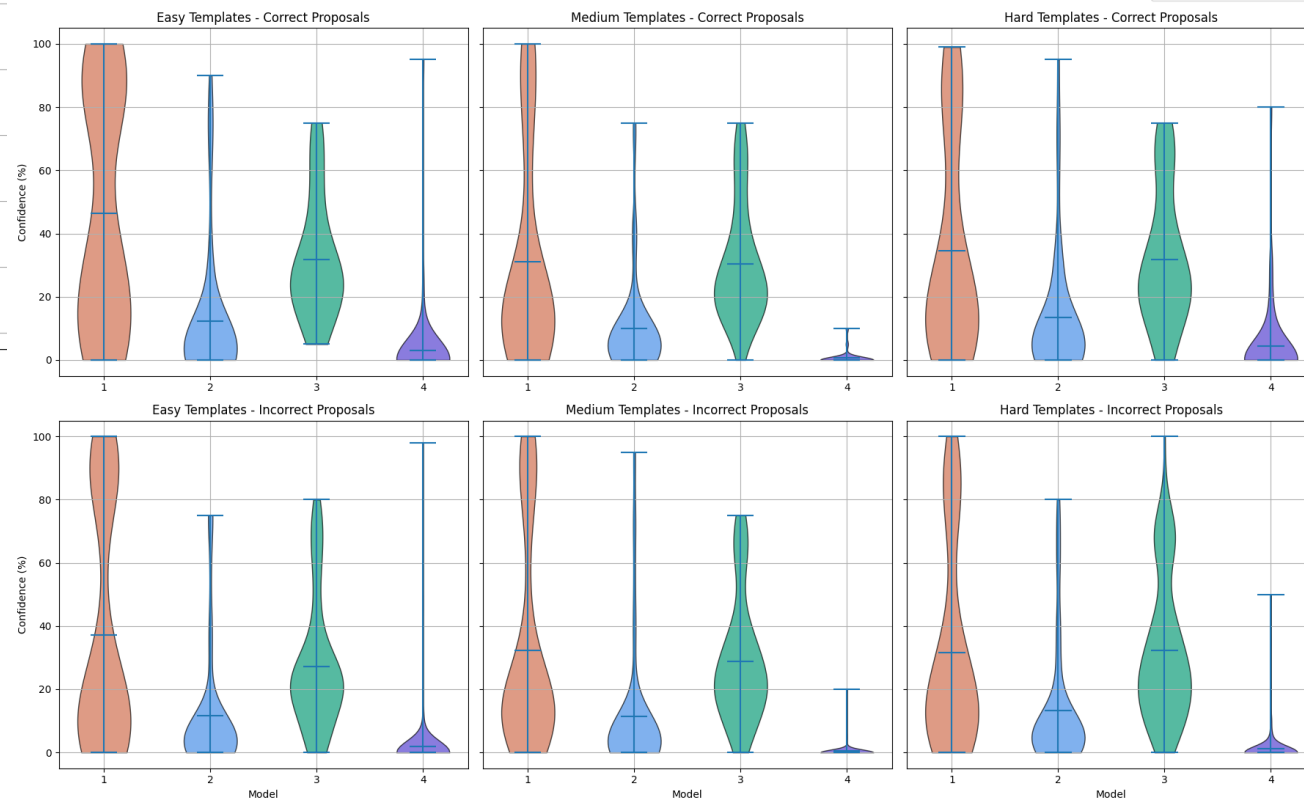 Easy Templates - Correct Proposals
Medium Templates - Correct Proposals
Hard Templates - Correct Proposals
Confidence (%)
100
80
60
40
20
0
1 2 3 4
1 2 3 4
1 2 3 4
Easy Templates - Incorrect Proposals
Medium Templates - Incorrect Proposals
Hard Templates - Incorrect Proposals
Confidence (%)
100
80
60
40
20
0
1 2 3 4
1 2 3 4
1 2 3 4
Model
Model
Model